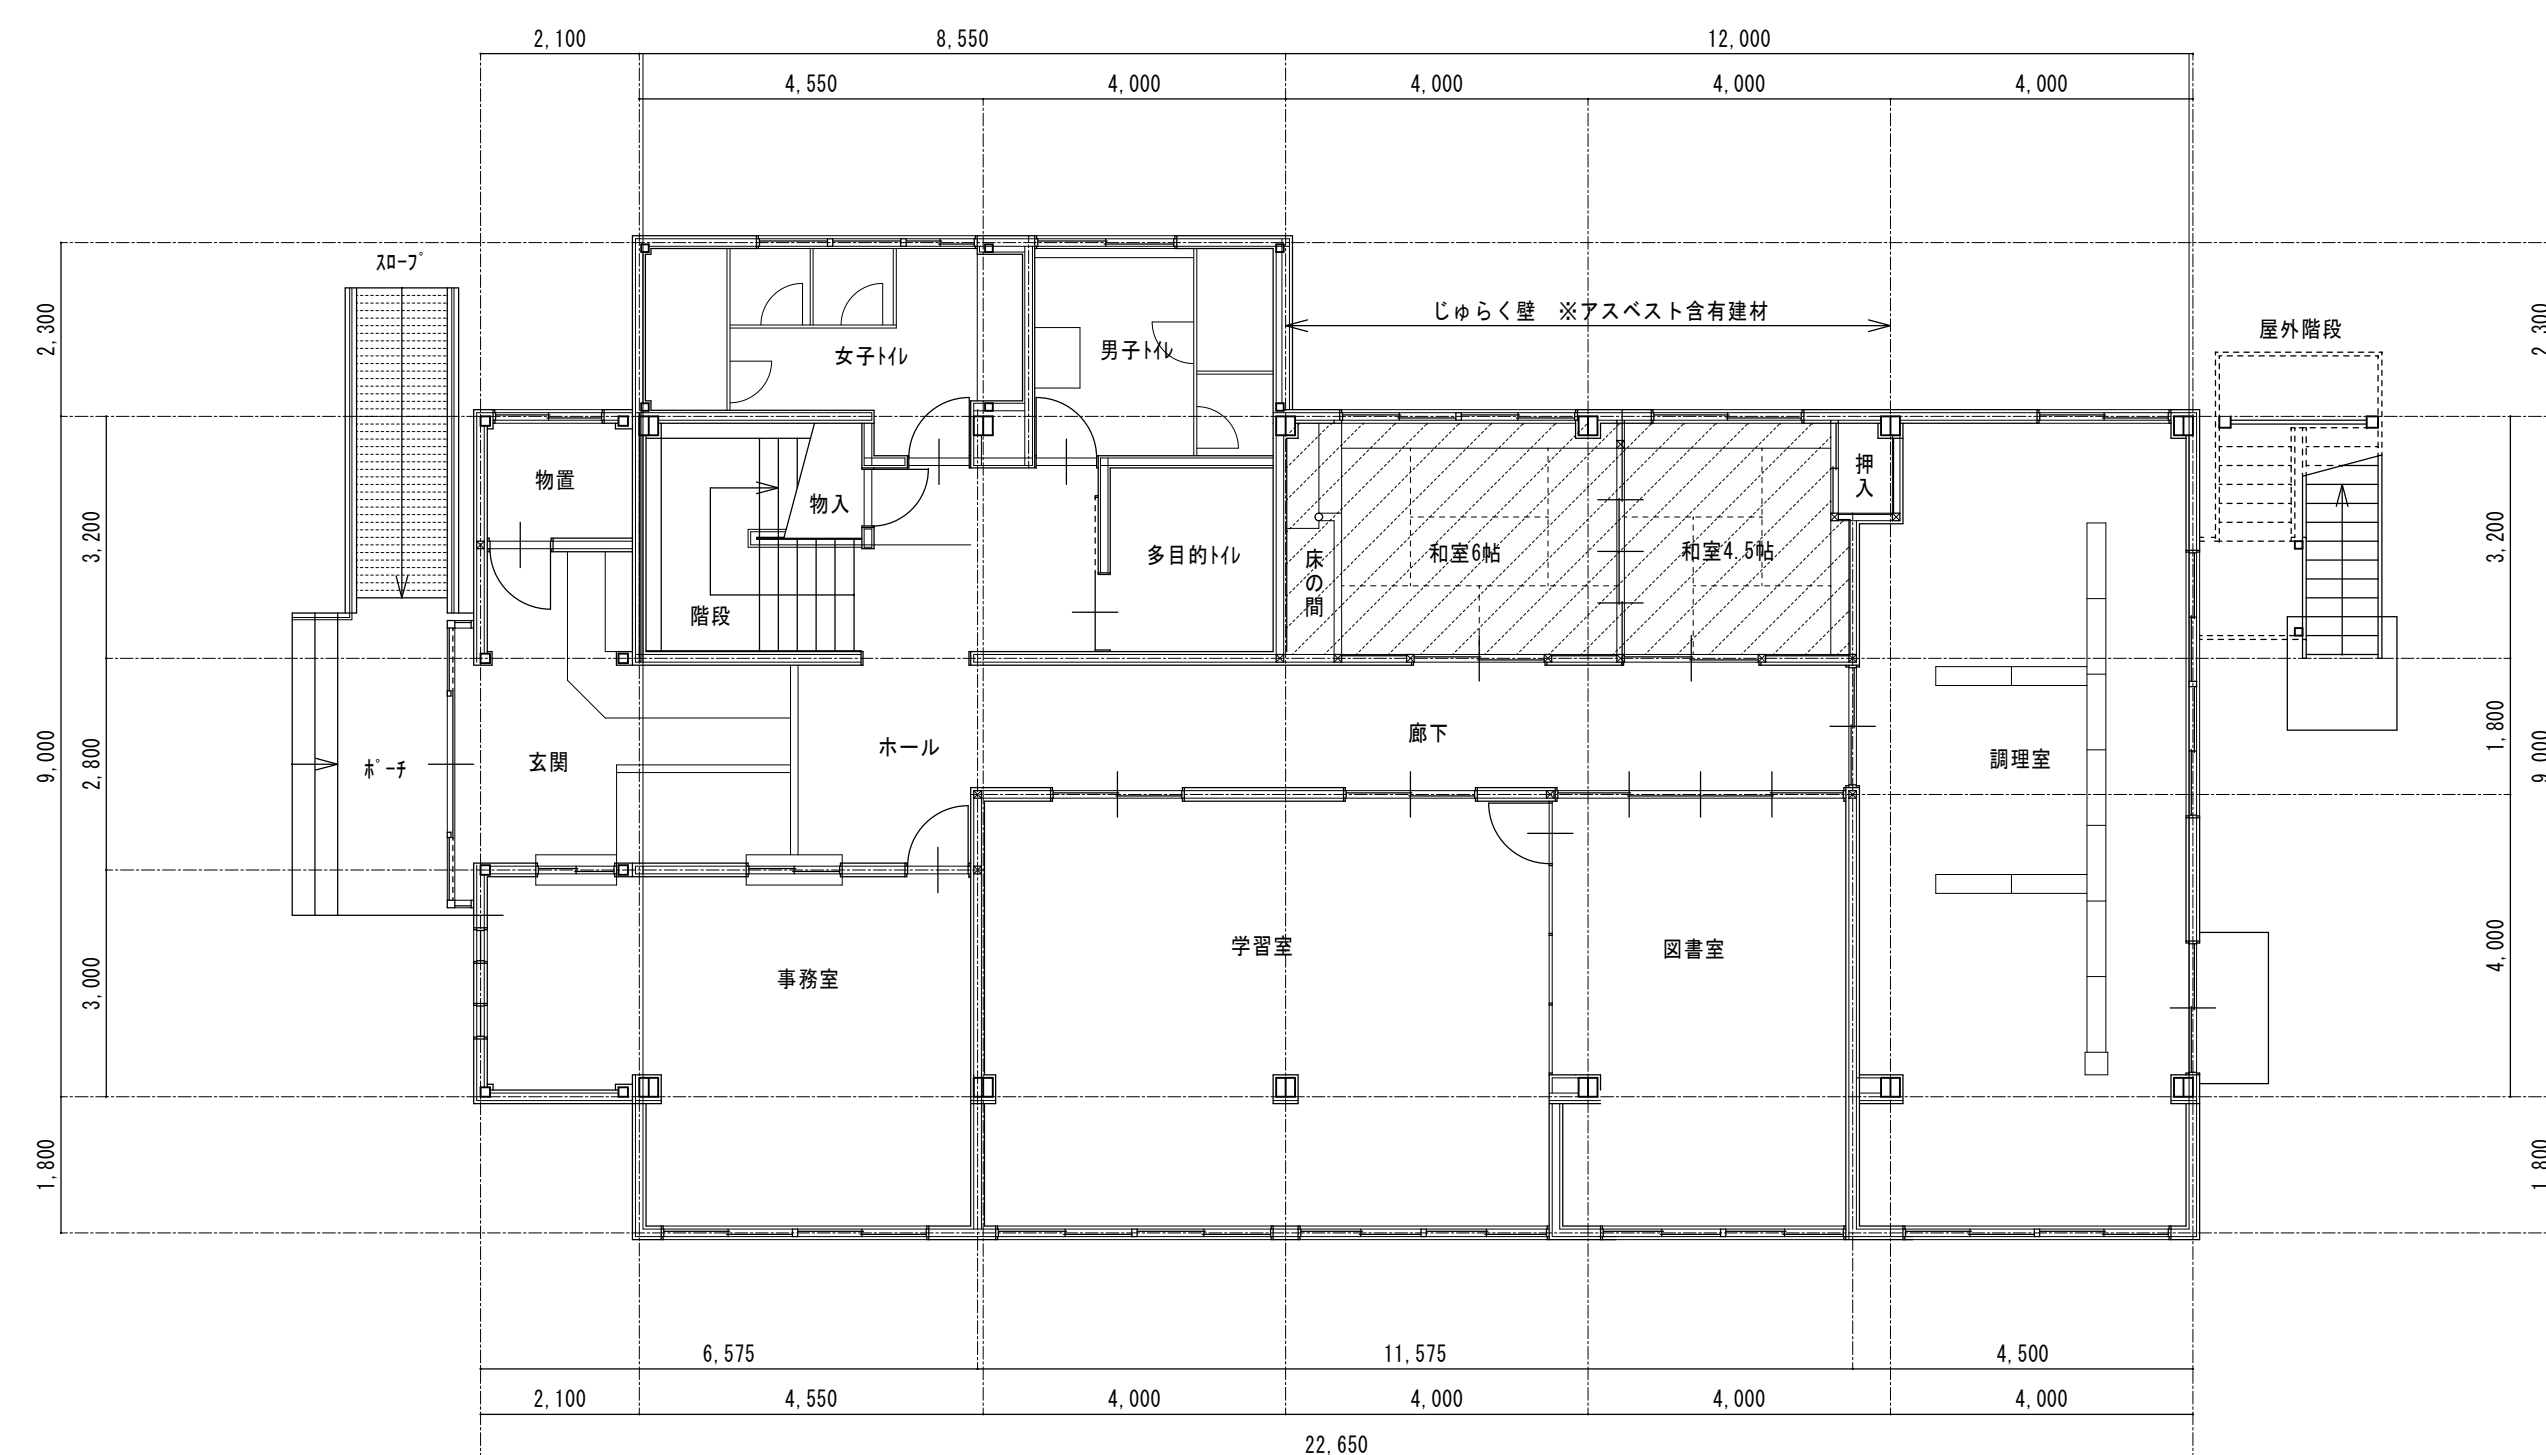 2,100
8,550
12,000
4,550
4,000
4,000
4,000
4,000
ｽﾛｰﾌﾟ
じゅらく壁　※アスベスト含有建材
屋外階段
2,300
2,300
女子ﾄｲﾚ
男子ﾄｲﾚ
物置
物入
押入
3,200
3,200
多目的ﾄｲﾚ
床の間
和室6帖
和室4.5帖
階段
廊下
1,800
ホール
9,000
2,800
ﾎﾟｰﾁ
玄関
調理室
9,000
学習室
図書室
4,000
事務室
3,000
1,800
1,800
6,575
11,575
4,500
2,100
4,550
4,000
4,000
4,000
4,000
22,650